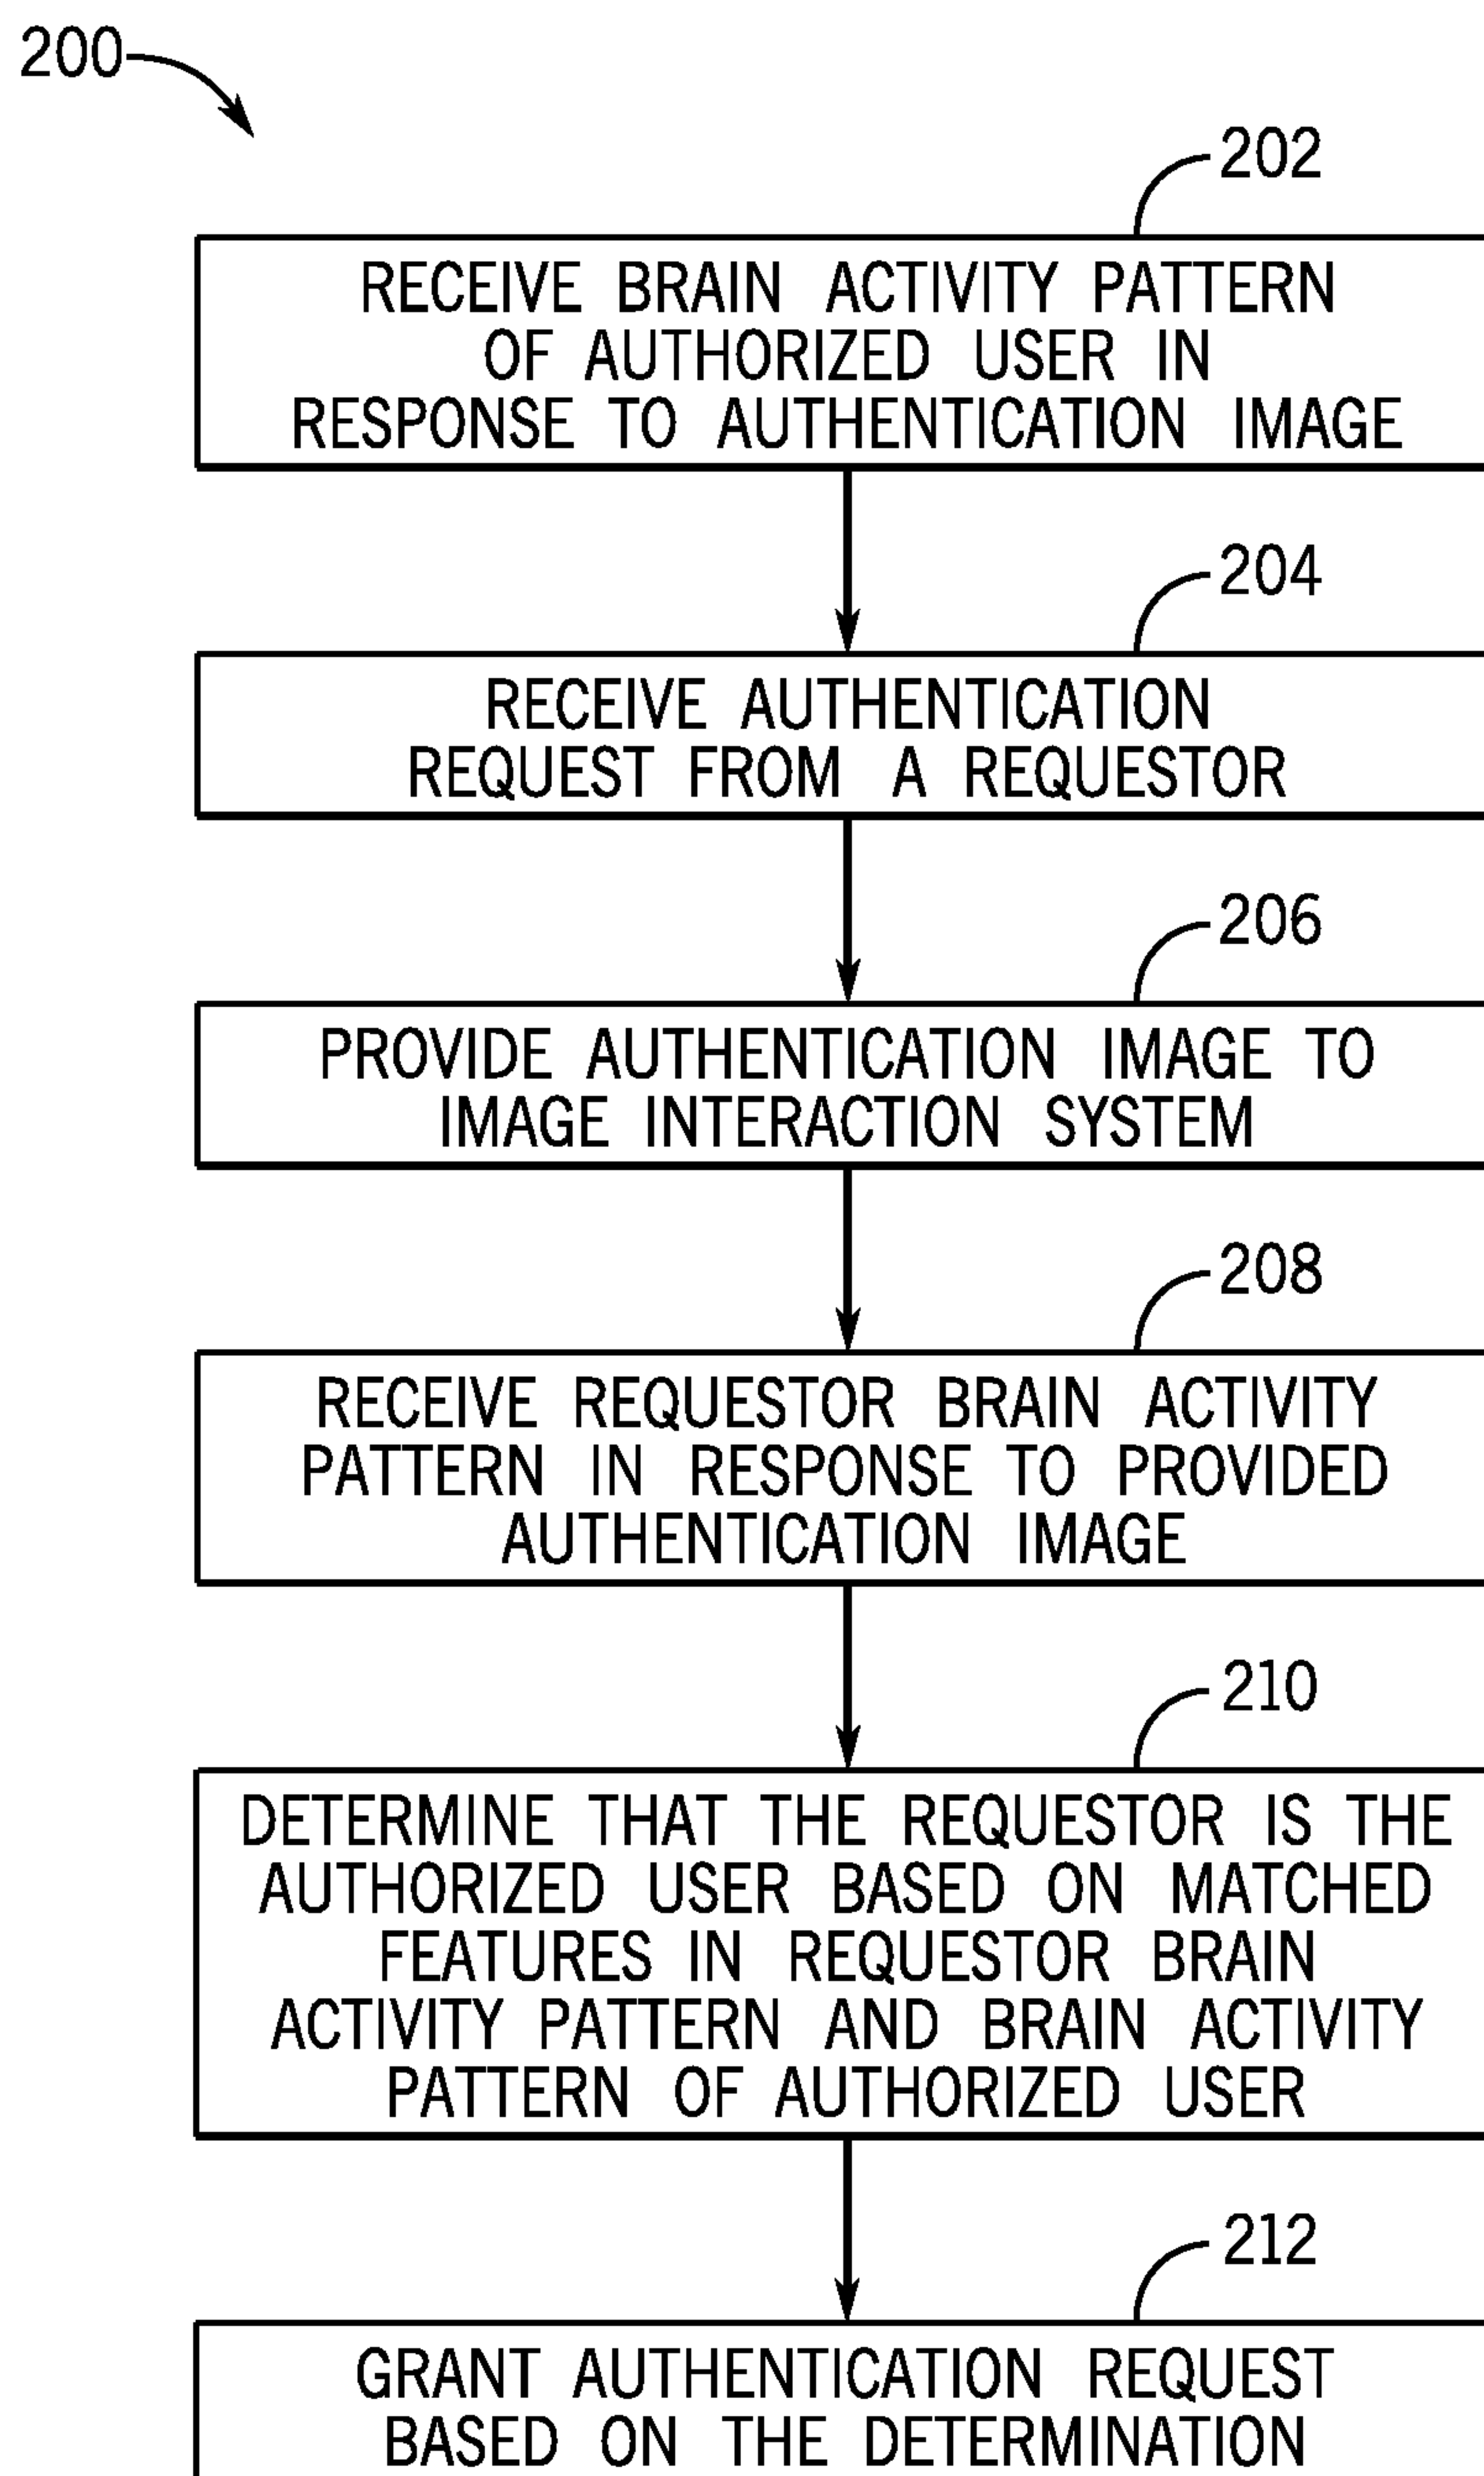 200
202
RECEIVE BRAIN ACTIVITY PATTERN
OF AUTHORIZED USER IN
RESPONSE TO AUTHENTICATION IMAGE
204
RECEIVE AUTHENTICATION
REQUEST FROM A REQUESTOR
206
PROVIDE AUTHENTICATION IMAGE TO
IMAGE INTERACTION SYSTEM
208
RECEIVE REQUESTOR BRAIN ACTIVITY
PATTERN IN RESPONSE TO PROVIDED
AUTHENTICATION IMAGE
210
DETERMINE THAT THE REQUESTOR IS THE
AUTHORIZED USER BASED ON MATCHED
FEATURES IN REQUESTOR BRAIN
ACTIVITY PATTERN AND BRAIN ACTIVITY
PATTERN OF AUTHORIZED USER
212
GRANT AUTHENTICATION REQUEST
BASED ON THE DETERMINATION